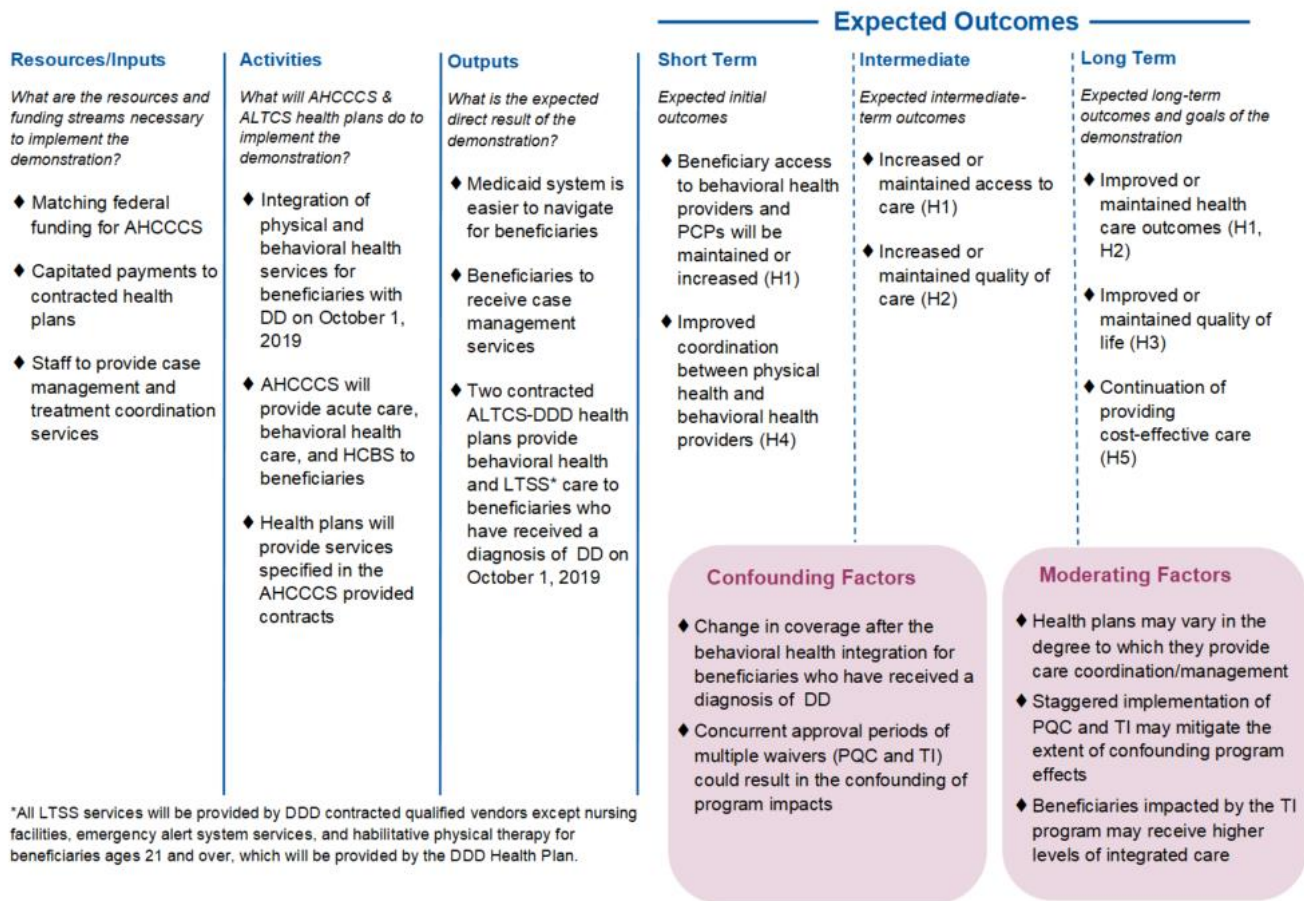 Expected Outcomes
Resources/Inputs
What are the resources and
funding streams necessary
to implement the
demonstration?
♦ Matching federal
funding for AHCCCS
♦ Capitated payments to
contracted health
plans
♦ Staff to provide case
management and
treatment coordination
services
Activities
What will AHCCCS &
ALTCS health plans do to
implement the
demonstration?
♦ Integration of
physical and
behavioral health
services for
beneficiaries with
DD on October 1,
2019
♦ AHCCCS will
provide acute care,
behavioral health
care, and HCBS to
beneficiaries
♦ Health plans will
provide services
specified in the
AHCCCS provided
contracts
Outputs
What is the expected
direct result of the
demonstration?
♦ Medicaid system is
easier to navigate
for beneficiaries
♦ Beneficiaries to
receive case
management
services
♦ Two contracted
ALTCS-DDD health
plans provide
behavioral health
and LTSS* care to
beneficiaries who
have received a
diagnosis of DD on
October 1, 2019
Short Term
Expected initial
outcomes
♦ Beneficiary access
to behavioral health
providers and
PCPs will be
maintained or
increased (H1)
♦ Improved
coordination
between physical
health and
behavioral health
providers (H4)
Intermediate
Expected intermediate-
term outcomes
♦ Increased or
maintained access to
care (H1)
♦ Increased or
maintained quality of
care (H2)
Long Term
Expected long-term
outcomes and goals of the
demonstration
♦ Improved or
maintained health
care outcomes (H1,
H2)
♦ Improved or
maintained quality of
life (H3)
♦ Continuation of
providing
cost-effective care
(H5)
Confounding Factors
♦ Change in coverage after the
behavioral health integration for
beneficiaries who have received a
diagnosis of DD
♦ Concurrent approval periods of
multiple waivers (PQC and TI)
could result in the confounding of
program impacts
Moderating Factors
♦ Health plans may vary in the
degree to which they provide
care coordination/management
♦ Staggered implementation of
PQC and TI may mitigate the
extent of confounding program
effects
♦ Beneficiaries impacted by the TI
program may receive higher
levels of integrated care
*All LTSS services will be provided by DDD contracted qualified vendors except nursing
facilities, emergency alert system services, and habilitative physical therapy for
beneficiaries ages 21 and over, which will be provided by the DDD Health Plan.